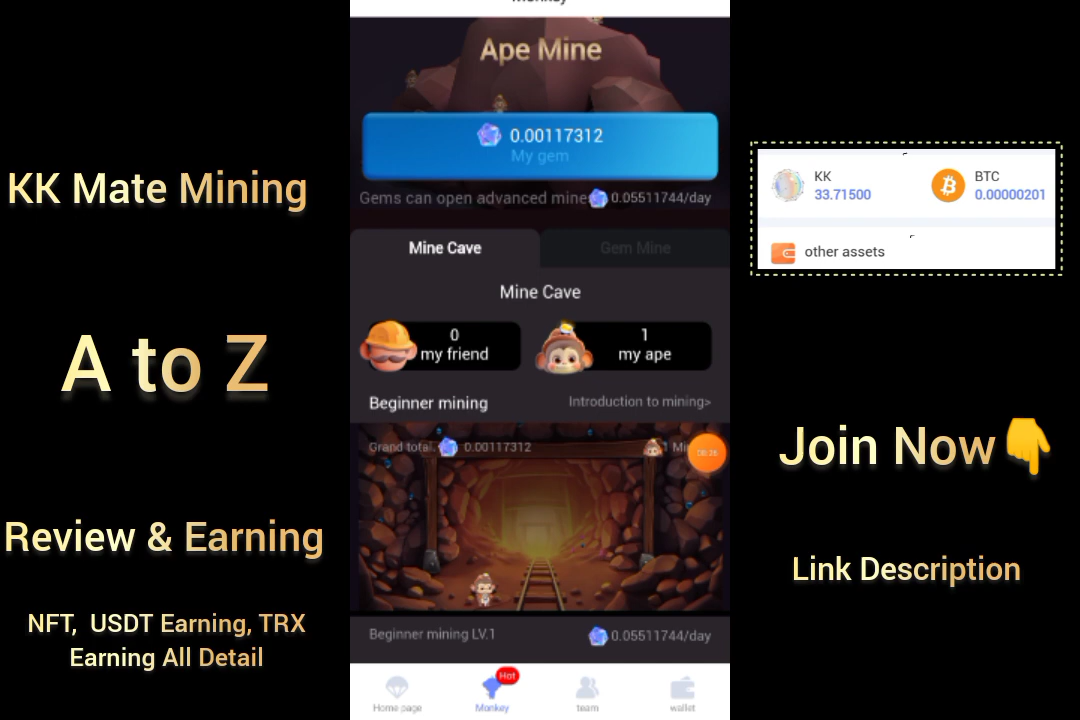 KK Mate Mining
A to Z
Review & Earning
NFT, USDT Earning, TRX
Earning All Detail
Ape Mine
0.00117312
My gem
Gems can open advanced mine
0.05511744/day
Mine Cave
Gem Mine
Mine Cave
0
my friend
1
my ape
Beginner mining
Introduction to mining>
Grand total:
0.00117312
1
Beginner mining LV.1
0.05511744/day
Hot
Home page
Monkey
team
wallet
KK
33.71500
BTC
0.00000201
other assets
Join Now
Link Description